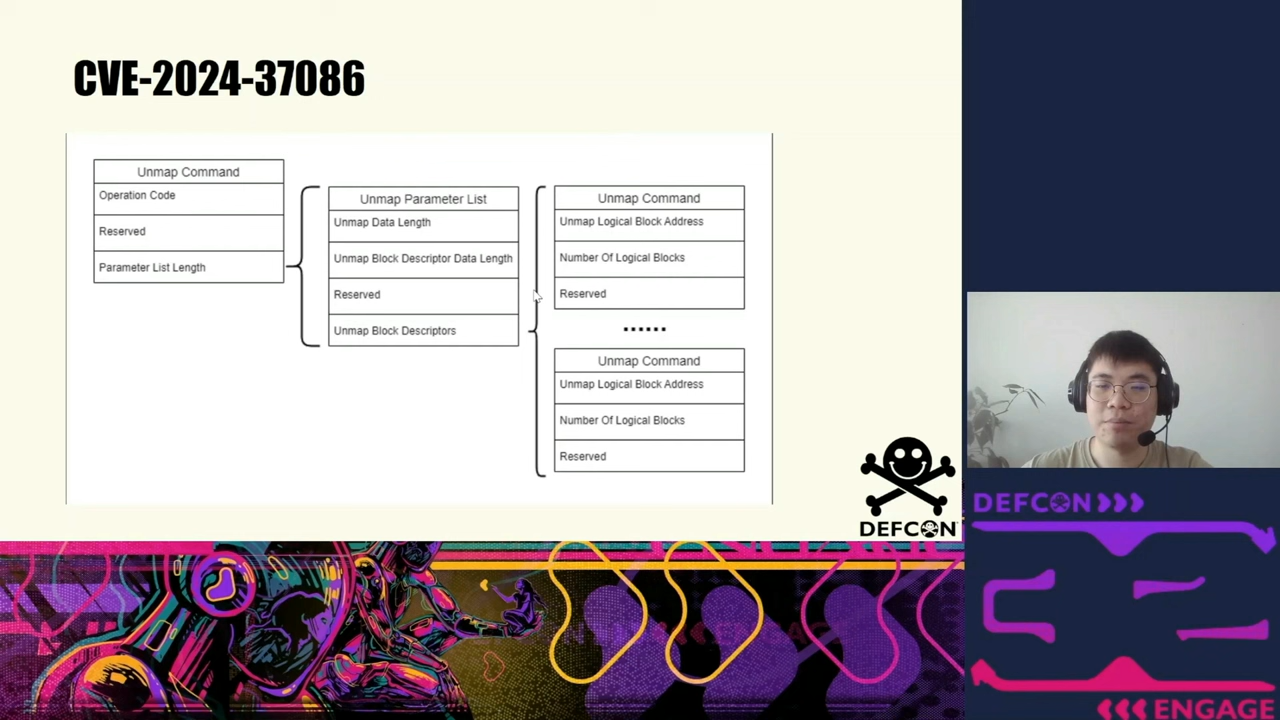 CVE-2024-37086
Unmap Command
Operation Code
Reserved
Parameter List Length
Unmap Parameter List
Unmap Data Length
Unmap Block Descriptor Data Length
Reserved
Unmap Block Descriptors
Unmap Command
Unmap Logical Block Address
Number Of Logical Blocks
Reserved
......
Unmap Command
Unmap Logical Block Address
Number Of Logical Blocks
Reserved
DEFCON
DEFCON
ENGAGE